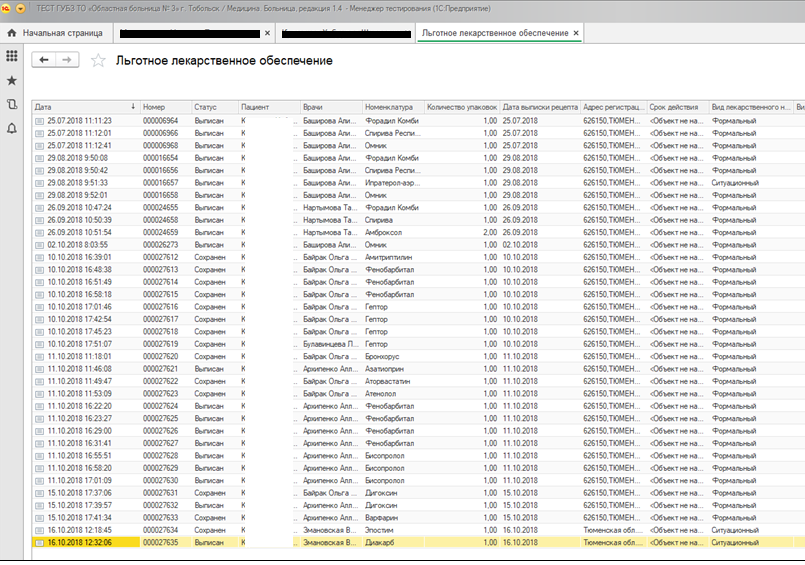 ТЕСТ ГУБЗ ТО «Областная больница № 3» г. Тобольск / Медицина. Больница, редакция 1.4 - Менеджер тестирования (1С:Предприятие)
Начальная страница × × Льготное лекарственное обеспечение ×
Льготное лекарственное обеспечение
Дата ↓ Номер Статус Пациент Врачи Номенклатура Количество упаковок Дата выписки рецепта Адрес регистрац... Срок действия Вид лекарственного н... Ви
25.07.2018 11:11:23 000006964 Выписан К .. Баширова Али... Форадил Комби 1,00 25.07.2018 626150,ТЮМЕН... <Объект не на... Формальный
25.07.2018 11:12:01 000006966 Выписан К .. Баширова Али... Спирива Респи... 1,00 25.07.2018 626150,ТЮМЕН... <Объект не на... Формальный
25.07.2018 11:12:41 000006968 Выписан К .. Баширова Али... Омник 1,00 25.07.2018 626150,ТЮМЕН... <Объект не на... Формальный
29.08.2018 9:50:08 000016654 Выписан К .. Баширова Али... Форадил Комби 1,00 29.08.2018 626150,ТЮМЕН... <Объект не на... Формальный
29.08.2018 9:50:42 000016656 Выписан К .. Баширова Али... Спирива Респи... 1,00 29.08.2018 626150,ТЮМЕН... <Объект не на... Формальный
29.08.2018 9:51:33 000016657 Выписан К .. Баширова Али... Ипратерол-аэр... 1,00 29.08.2018 626150,ТЮМЕН... <Объект не на... Ситуационный
29.08.2018 9:52:01 000016658 Выписан К .. Баширова Али... Омник 1,00 29.08.2018 626150,ТЮМЕН... <Объект не на... Формальный
26.09.2018 10:47:24 000024655 Выписан К .. Нартымова Та... Форадил Комби 1,00 26.09.2018 626150,ТЮМЕН... <Объект не на... Формальный
26.09.2018 10:50:39 000024658 Выписан К .. Нартымова Та... Спирива 1,00 26.09.2018 626150,ТЮМЕН... <Объект не на... Формальный
26.09.2018 10:51:54 000024659 Выписан К .. Нартымова Та... Амброксол 2,00 26.09.2018 626150,ТЮМЕН... <Объект не на... Формальный
02.10.2018 8:03:55 000026273 Выписан К .. Баширова Али... Омник 1,00 02.10.2018 626150,ТЮМЕН... <Объект не на... Формальный
10.10.2018 16:39:01 000027612 Сохранен К .. Байрак Ольга ... Амитриптилин 1,00 10.10.2018 626150,ТЮМЕН... <Объект не на... Формальный
10.10.2018 16:48:38 000027613 Сохранен К .. Байрак Ольга ... Фенобарбитал 1,00 10.10.2018 626150,ТЮМЕН... <Объект не на... Формальный
10.10.2018 16:51:49 000027614 Сохранен К .. Байрак Ольга ... Фенобарбитал 1,00 10.10.2018 626150,ТЮМЕН... <Объект не на... Формальный
10.10.2018 16:58:18 000027615 Сохранен К .. Байрак Ольга ... Фенобарбитал 1,00 10.10.2018 626150,ТЮМЕН... <Объект не на... Формальный
10.10.2018 17:01:46 000027616 Сохранен К .. Байрак Ольга ... Гептор 1,00 10.10.2018 626150,ТЮМЕН... <Объект не на... Формальный
10.10.2018 17:42:54 000027617 Сохранен К .. Байрак Ольга ... Гептор 1,00 10.10.2018 626150,ТЮМЕН... <Объект не на... Формальный
10.10.2018 17:45:23 000027618 Сохранен К .. Байрак Ольга ... Гептор 1,00 10.10.2018 626150,ТЮМЕН... <Объект не на... Формальный
10.10.2018 17:51:07 000027619 Сохранен К .. Булавинцева Л... Гептор 1,00 10.10.2018 626150,ТЮМЕН... <Объект не на... Формальный
11.10.2018 11:18:01 000027620 Сохранен К .. Байрак Ольга ... Бронхорус 1,00 11.10.2018 626150,ТЮМЕН... <Объект не на... Формальный
11.10.2018 11:46:08 000027621 Выписан К .. Архипенко Алл... Азатиоприн 1,00 11.10.2018 626150,ТЮМЕН... <Объект не на... Формальный
11.10.2018 11:49:47 000027622 Сохранен К .. Архипенко Алл... Аторвастатин 1,00 11.10.2018 626150,ТЮМЕН... <Объект не на... Формальный
11.10.2018 11:53:09 000027623 Сохранен К .. Архипенко Алл... Атенолол 1,00 11.10.2018 626150,ТЮМЕН... <Объект не на... Формальный
11.10.2018 16:22:20 000027624 Выписан К .. Архипенко Алл... Фенобарбитал 1,00 11.10.2018 626150,ТЮМЕН... <Объект не на... Формальный
11.10.2018 16:23:27 000027625 Выписан К .. Архипенко Алл... Фенобарбитал 1,00 11.10.2018 626150,ТЮМЕН... <Объект не на... Формальный
11.10.2018 16:29:00 000027626 Выписан К .. Архипенко Алл... Фенобарбитал 1,00 11.10.2018 626150,ТЮМЕН... <Объект не на... Формальный
11.10.2018 16:31:41 000027627 Выписан К .. Архипенко Алл... Фенобарбитал 1,00 11.10.2018 626150,ТЮМЕН... <Объект не на... Формальный
11.10.2018 16:55:51 000027628 Выписан К .. Архипенко Алл... Бисопролол 1,00 11.10.2018 626150,ТЮМЕН... <Объект не на... Формальный
11.10.2018 16:58:20 000027629 Выписан К .. Архипенко Алл... Бисопролол 1,00 11.10.2018 626150,ТЮМЕН... <Объект не на... Формальный
11.10.2018 17:01:09 000027630 Выписан К .. Архипенко Алл... Бисопролол 1,00 11.10.2018 626150,ТЮМЕН... <Объект не на... Формальный
15.10.2018 17:37:06 000027631 Сохранен К .. Байрак Ольга ... Дигоксин 1,00 15.10.2018 626150,ТЮМЕН... <Объект не на... Формальный
15.10.2018 17:39:57 000027632 Выписан К .. Архипенко Алл... Дигоксин 1,00 15.10.2018 626150,ТЮМЕН... <Объект не на... Формальный
15.10.2018 17:41:34 000027633 Сохранен К .. Архипенко Алл... Варфарин 1,00 15.10.2018 626150,ТЮМЕН... <Объект не на... Формальный
16.10.2018 12:18:45 000027634 Сохранен К .. Змановская В... Эпостим 1,00 16.10.2018 Тюменская обл... <Объект не на... Ситуационный
16.10.2018 12:32:06 000027635 Выписан К .. Змановская В... Диакарб 1,00 16.10.2018 Тюменская обл... <Объект не на... Ситуационный